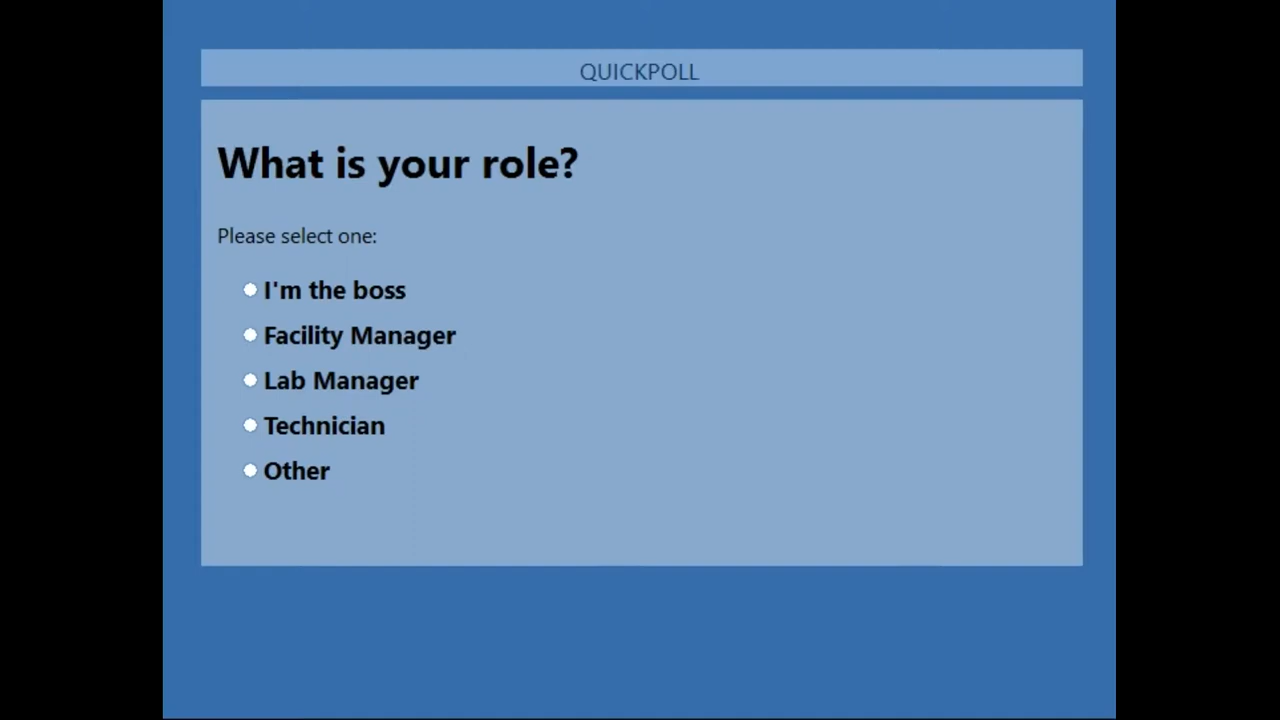 QUICKPOLL
What is your role?
Please select one:
I'm the boss
Facility Manager
Lab Manager
Technician
Other